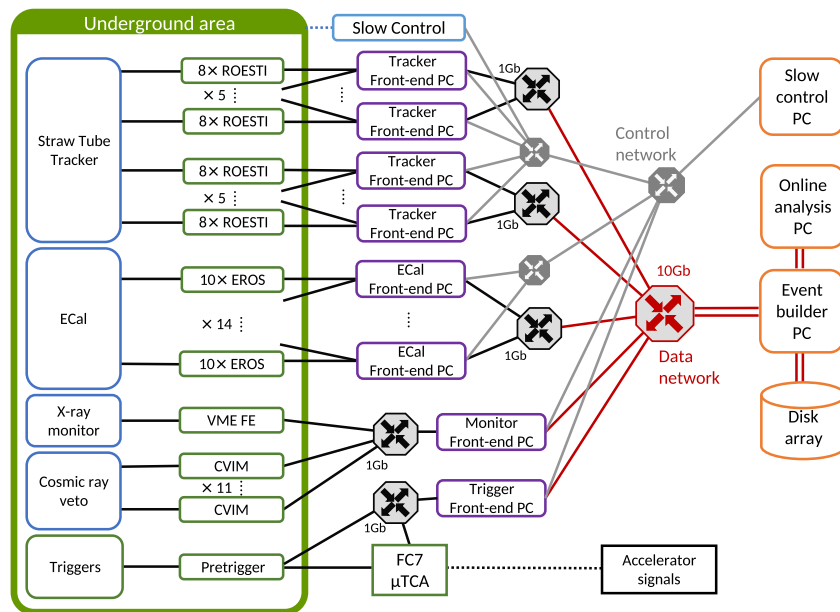 Underground area
Slow Control
Straw Tube
Tracker
8× ROESTI
× 5 ⋮
8× ROESTI
8× ROESTI
× 5 ⋮
8× ROESTI
Tracker
Front-end PC
⋮
Tracker
Front-end PC
Tracker
Front-end PC
⋮
Tracker
Front-end PC
1Gb
1Gb
Control
network
Slow
control
PC
Online
analysis
PC
ECal
10× EROS
× 14 ⋮
10× EROS
ECal
Front-end PC
⋮
ECal
Front-end PC
1Gb
10Gb
Data
network
Event
builder
PC
Disk
array
X-ray
monitor
VME FE
Cosmic ray
veto
CVIM
× 11 ⋮
CVIM
1Gb
Monitor
Front-end PC
Trigger
Front-end PC
1Gb
Triggers
Pretrigger
FC7
μTCA
Accelerator
signals